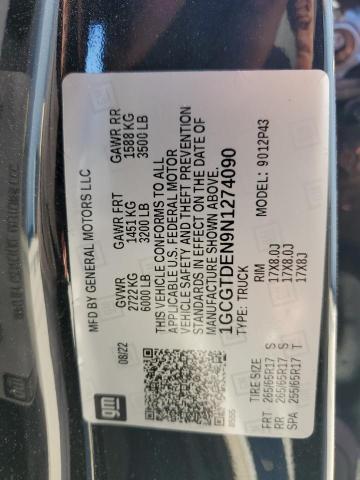 gm
MFD BY GENERAL MOTORS LLC
08/22
GVWR GAWR FRT GAWR RR
2722 KG 1451 KG 1588 KG
6000 LB 3200 LB 3500 LB
THIS VEHICLE CONFORMS TO ALL
APPLICABLE U.S. FEDERAL MOTOR
VEHICLE SAFETY AND THEFT PREVENTION
STANDARDS IN EFFECT ON THE DATE OF
MANUFACTURE SHOWN ABOVE.
1GCGTDEN9N1274090
TYPE: TRUCK MODEL: 9012P43
TIRE SIZE RIM
FRT 265/65R17 S 17X8.0J
RR 265/65R17 S 17X8.0J
SPA 255/65R17 T 17X8J